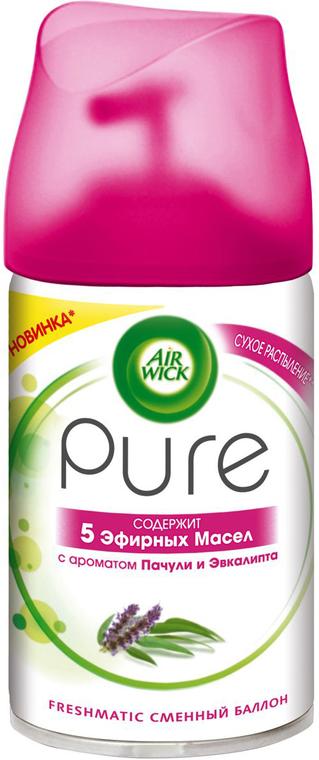 НОВИНКА*
AIR
WICK
СУХОЕ РАСПЫЛЕНИЕ*
Pure
СОДЕРЖИТ
5 Эфирных Масел
с ароматом Пачули и Эвкалипта
FRESHMATIC СМЕННЫЙ БАЛЛОН